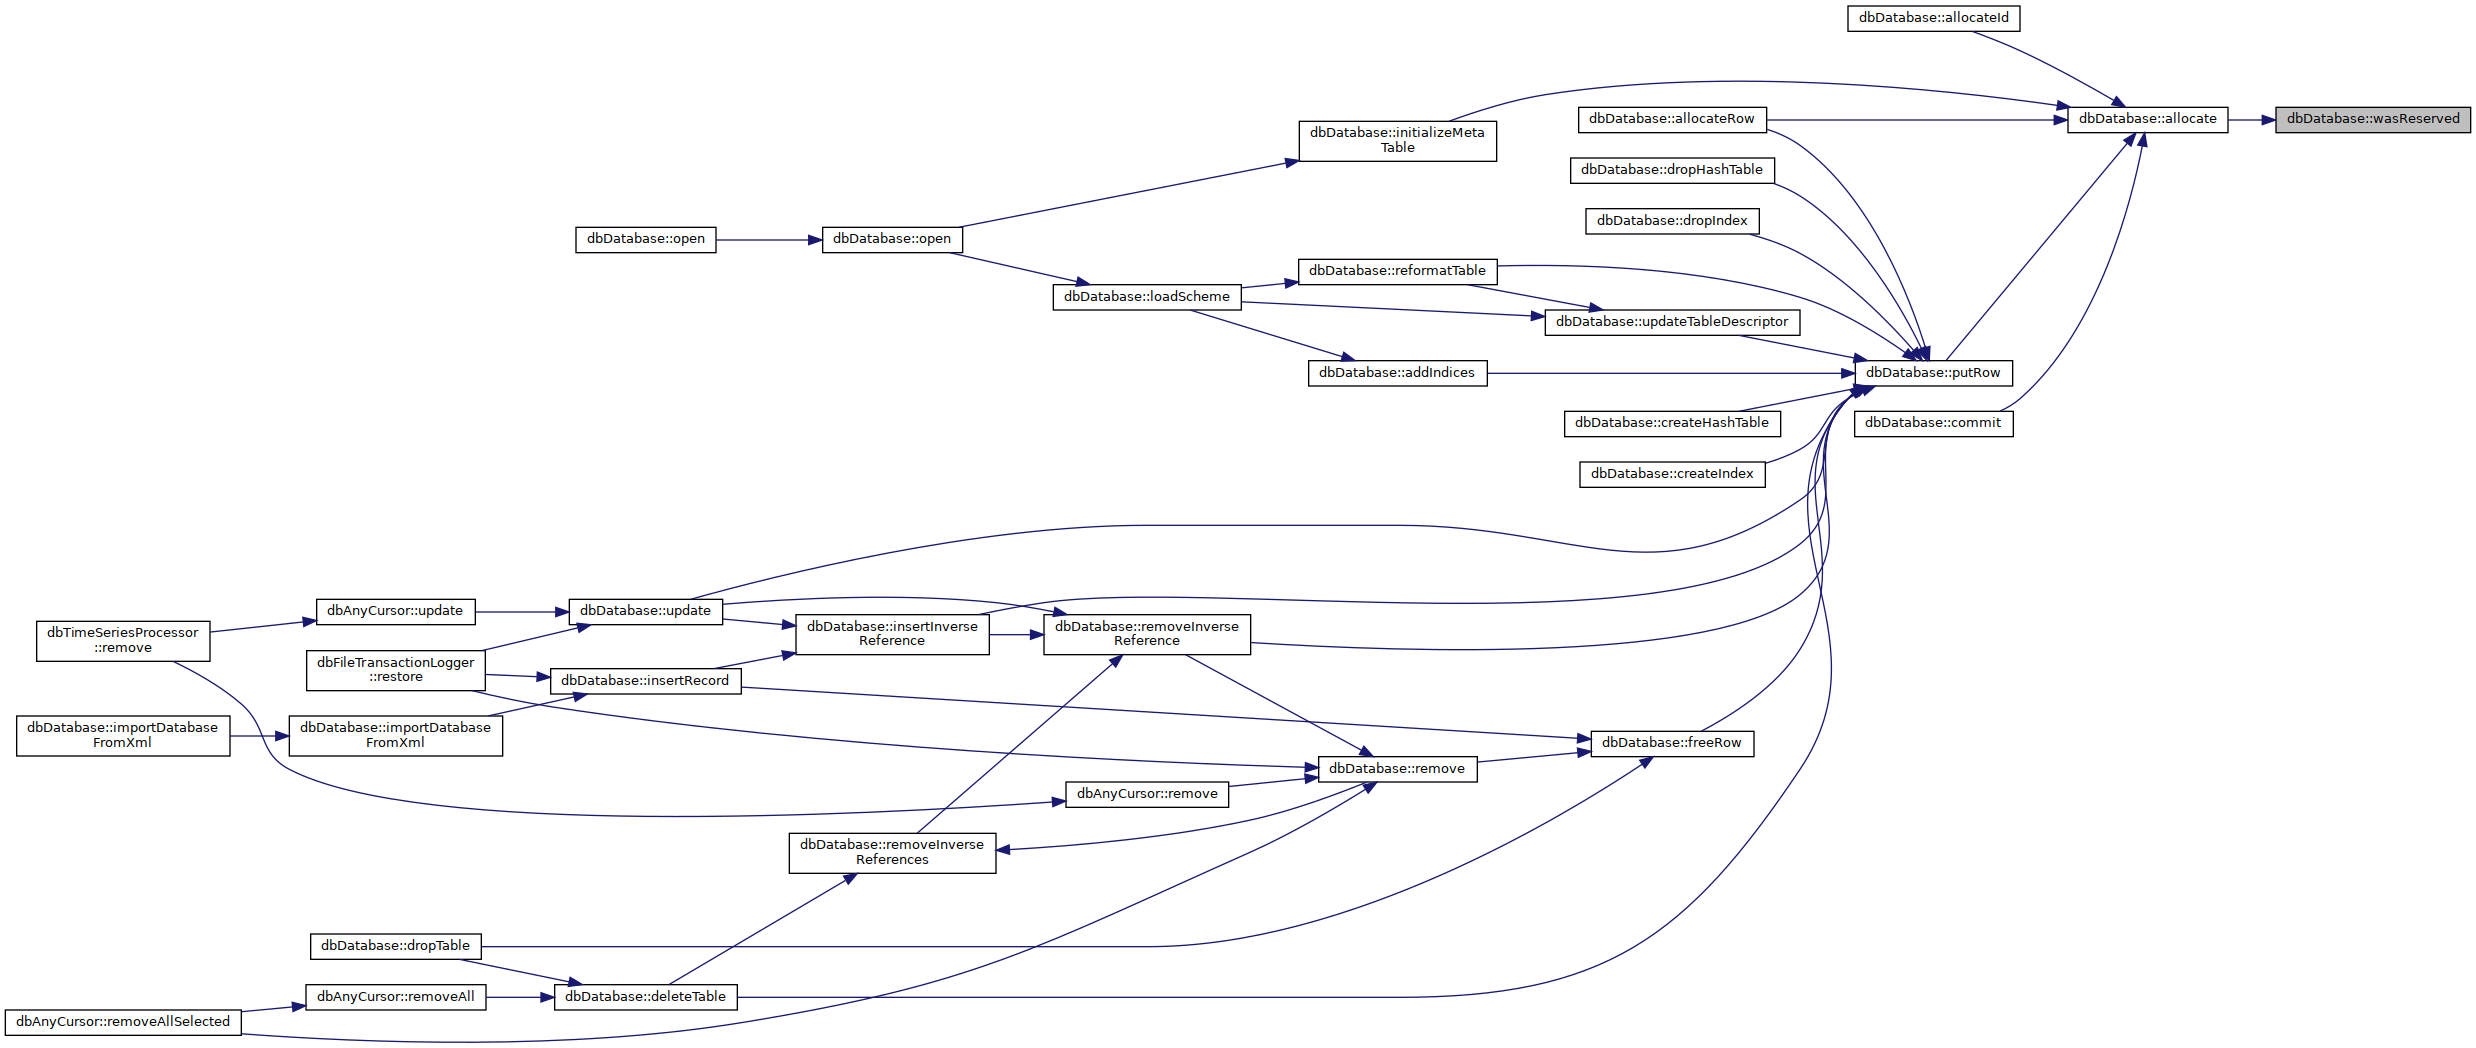 dbDatabase::allocateId
dbDatabase::allocate
dbDatabase::wasReserved
dbDatabase::initializeMeta
Table
dbDatabase::allocateRow
dbDatabase::dropHashTable
dbDatabase::dropIndex
dbDatabase::open
dbDatabase::open
dbDatabase::reformatTable
dbDatabase::loadScheme
dbDatabase::updateTableDescriptor
dbDatabase::addIndices
dbDatabase::putRow
dbDatabase::createHashTable
dbDatabase::commit
dbDatabase::createIndex
dbAnyCursor::update
dbDatabase::update
dbTimeSeriesProcessor
::remove
dbDatabase::insertInverse
Reference
dbDatabase::removeInverse
Reference
dbFileTransactionLogger
::restore
dbDatabase::insertRecord
dbDatabase::importDatabase
FromXml
dbDatabase::importDatabase
FromXml
dbDatabase::freeRow
dbDatabase::remove
dbAnyCursor::remove
dbDatabase::removeInverse
References
dbDatabase::dropTable
dbAnyCursor::removeAll
dbDatabase::deleteTable
dbAnyCursor::removeAllSelected